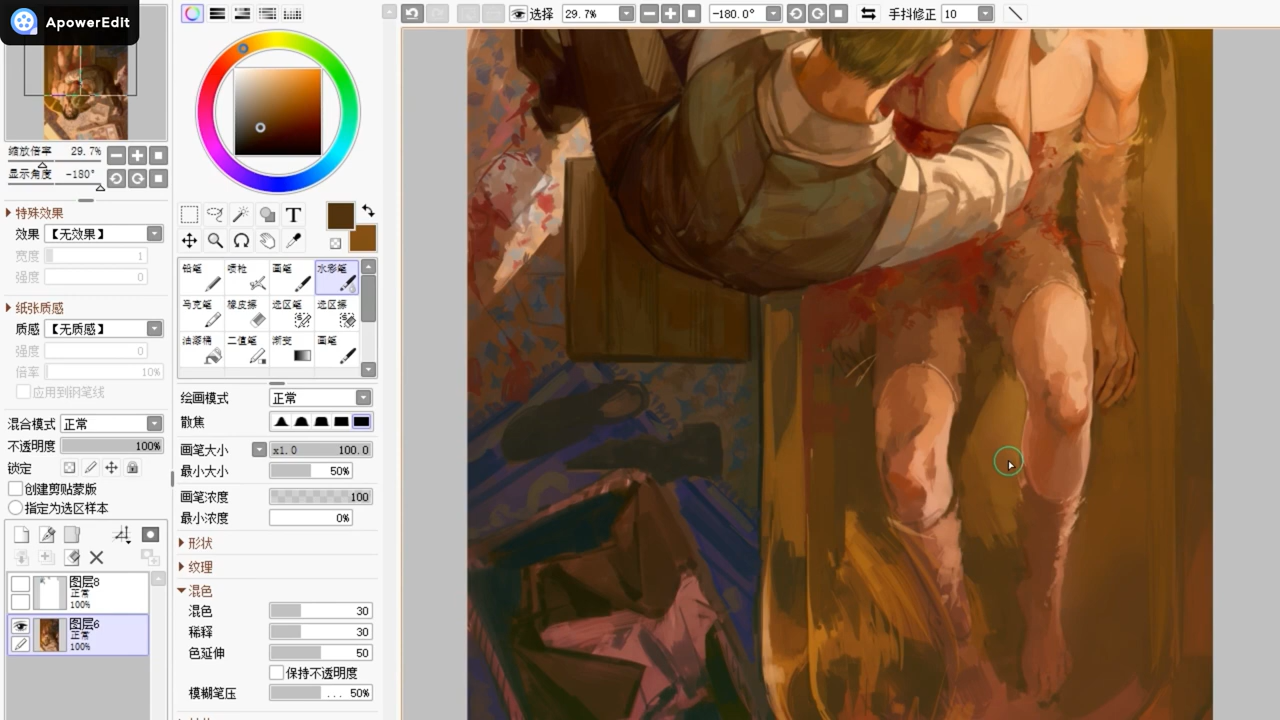 ApowerEdit
选择
29.7%
-180.0°
手抖修正
10
缩放倍率
29.7%
显示角度
-180°
特殊效果
效果
【无效果】
宽度
1
强度
0
纸张质感
质感
【无质感】
强度
0
倍率
10%
应用到钢笔线
混合模式
正常
不透明度
100%
锁定
创建剪贴蒙版
指定为选区样本
图层8
正常
100%
图层6
正常
100%
T
铅笔
喷枪
画笔
水彩笔
马克笔
橡皮擦
选区笔
选区擦
油漆桶
二值笔
渐变
画笔
绘画模式
正常
散焦
画笔大小
x1.0
100.0
最小大小
50%
画笔浓度
100
最小浓度
0%
形状
纹理
混色
混色
30
稀释
30
色延伸
50
保持不透明度
模糊笔压
... 50%